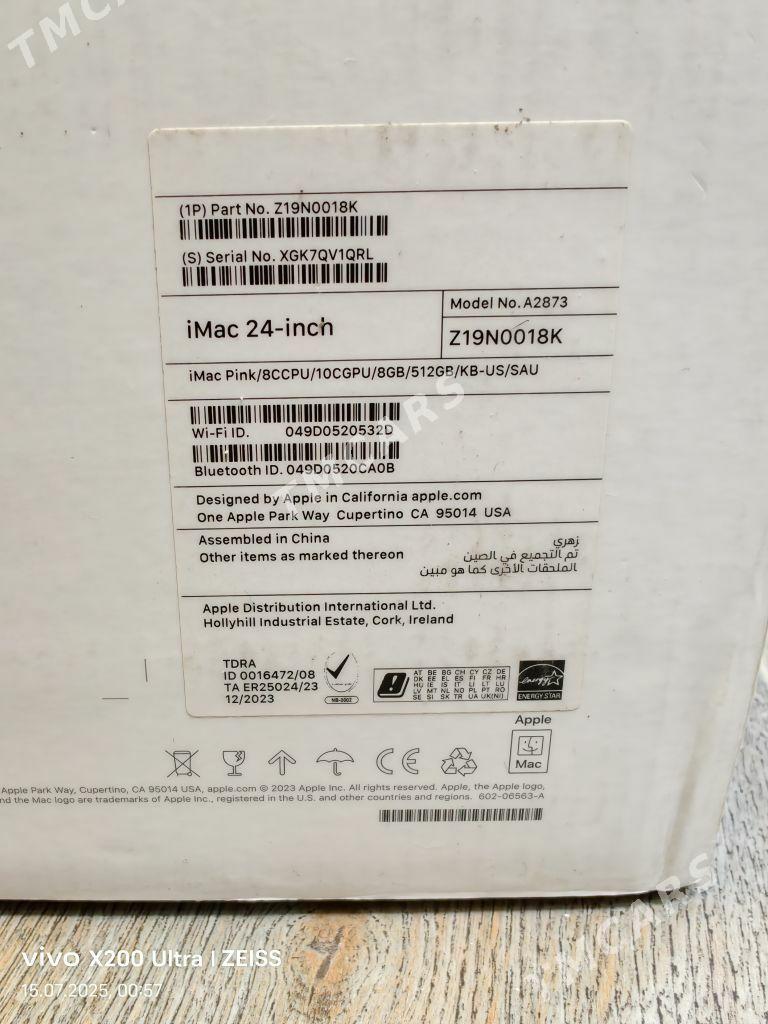 TMCARS
(1P) Part No. Z19N0018K
(S) Serial No. XGK7QV1QRL
iMac 24-inch
Model No. A2873
Z19N0018K
iMac Pink/8CCPU/10CGPU/8GB/512GB/KB-US/SAU
TMCARS
Wi-Fi ID. 049D0520532D
Bluetooth ID. 049D0520CA0B
Designed by Apple in California apple.com
One Apple Park Way Cupertino CA 95014 USA
Assembled in China
Other items as marked thereon
زهري
تم التجميع في الصين
الملحقات الأخرى كما هو مبين
Apple Distribution International Ltd.
Hollyhill Industrial Estate, Cork, Ireland
TDRA
ID 0016472/08
TA ER25024/23
12/2023
NB-0002
AT BE BG CH CY CZ DE
DK EE EL ES FI FR HR
HU IE IS IT LI LT LU
LV MT NL NO PL PT RO
SE SI SK TR UA UK(NI)
energy
ENERGY STAR
Apple
Mac
CE
Apple Park Way, Cupertino, CA 95014 USA, apple.com © 2023 Apple Inc. All rights reserved. Apple, the Apple logo,
nd the Mac logo are trademarks of Apple Inc., registered in the U.S. and other countries and regions. 602-06563-A
TMCARS
vivo X200 Ultra | ZEISS
15.07.2025, 00:57